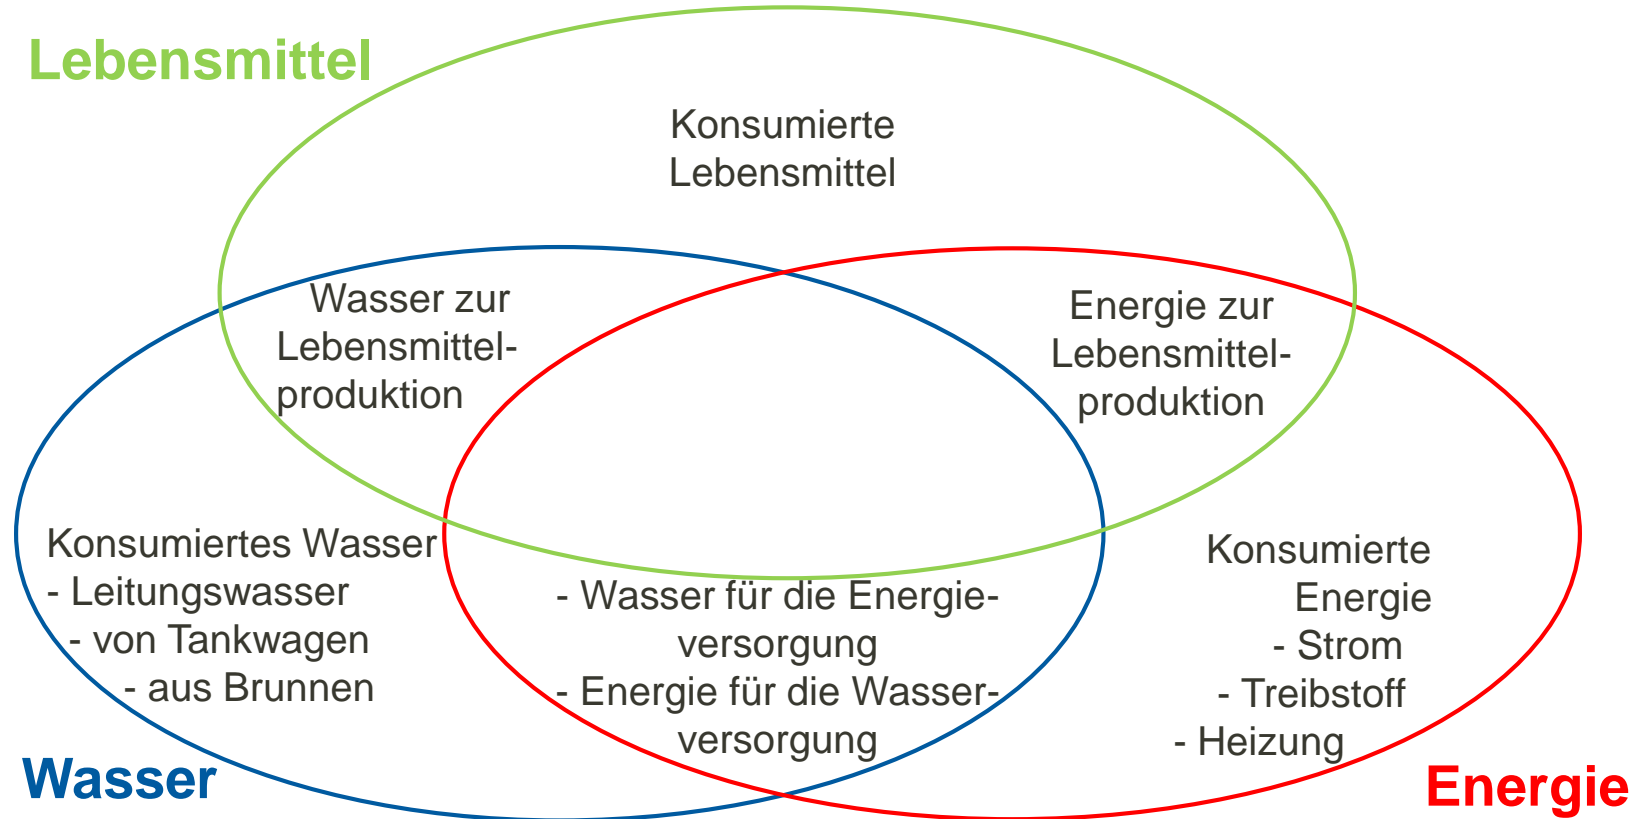 Lebensmittel
Konsumierte
Lebensmittel
Wasser zur
Lebensmittel-
produktion
Energie zur
Lebensmittel-
produktion
Konsumiertes Wasser
- Leitungswasser
- von Tankwagen
- aus Brunnen
- Wasser für die Energie-
versorgung
- Energie für die Wasser-
versorgung
Konsumierte
Energie
- Strom
- Treibstoff
- Heizung
Wasser
Energie